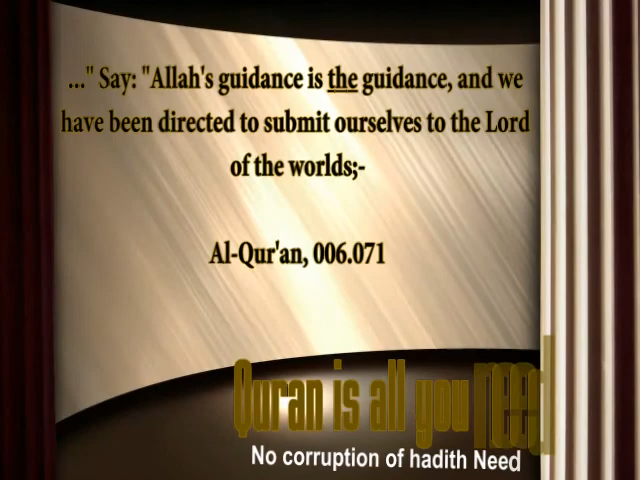 ..." Say: "Allah's guidance is the guidance, and we
have been directed to submit ourselves to the Lord
of the worlds;-
Al-Qur'an, 006.071
Quran is all you need
No corruption of hadith Need